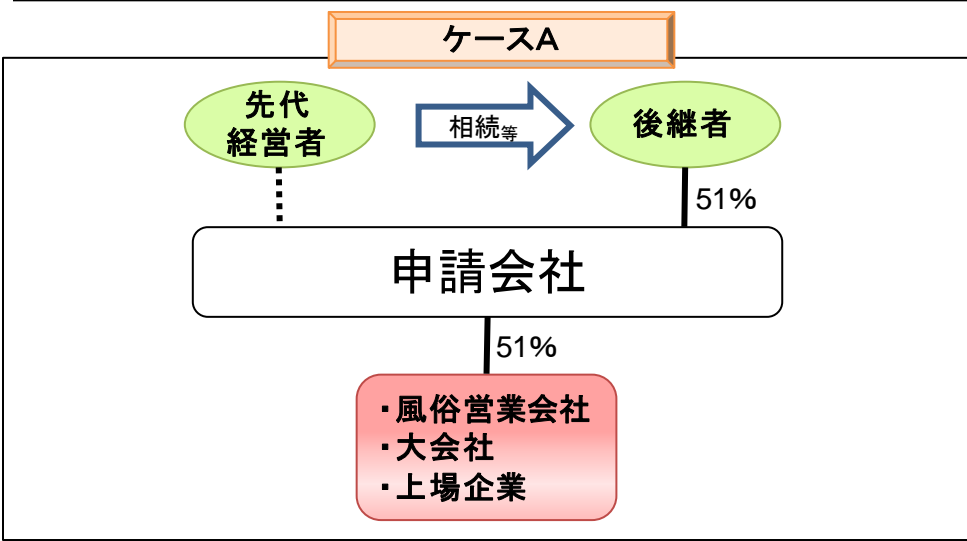 ケースA
先代
経営者
相続等
後継者
51%
申請会社
51%
・風俗営業会社
・大会社
・上場企業